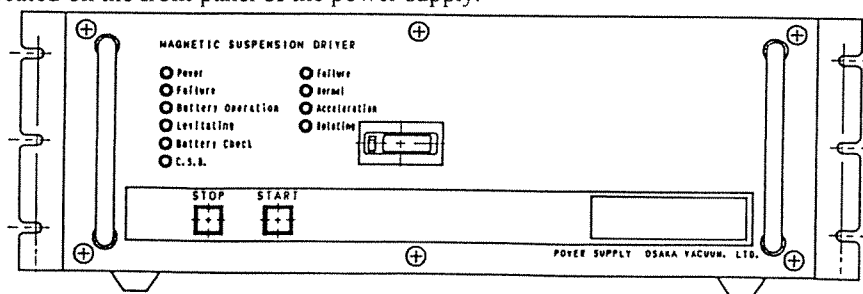 cated on the front panel of the power supply.
MAGNETIC SUSPENSION DRIVER
Power
Failure
Battery Operation
Levitating
Battery Check
C.S.B.
Failure
Normal
Acceleration
Rotating
STOP START
POWER SUPPLY OSAKA VACUUM. LTD.